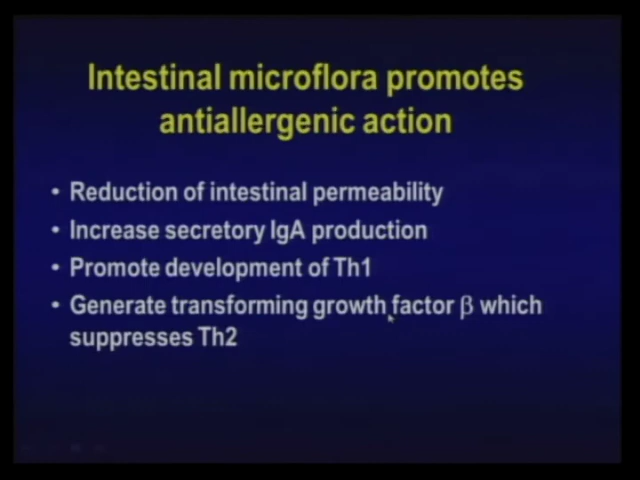 Intestinal microflora promotes
antiallergenic action
• Reduction of intestinal permeability
• Increase secretory IgA production
• Promote development of Th1
• Generate transforming growth factor β which
suppresses Th2